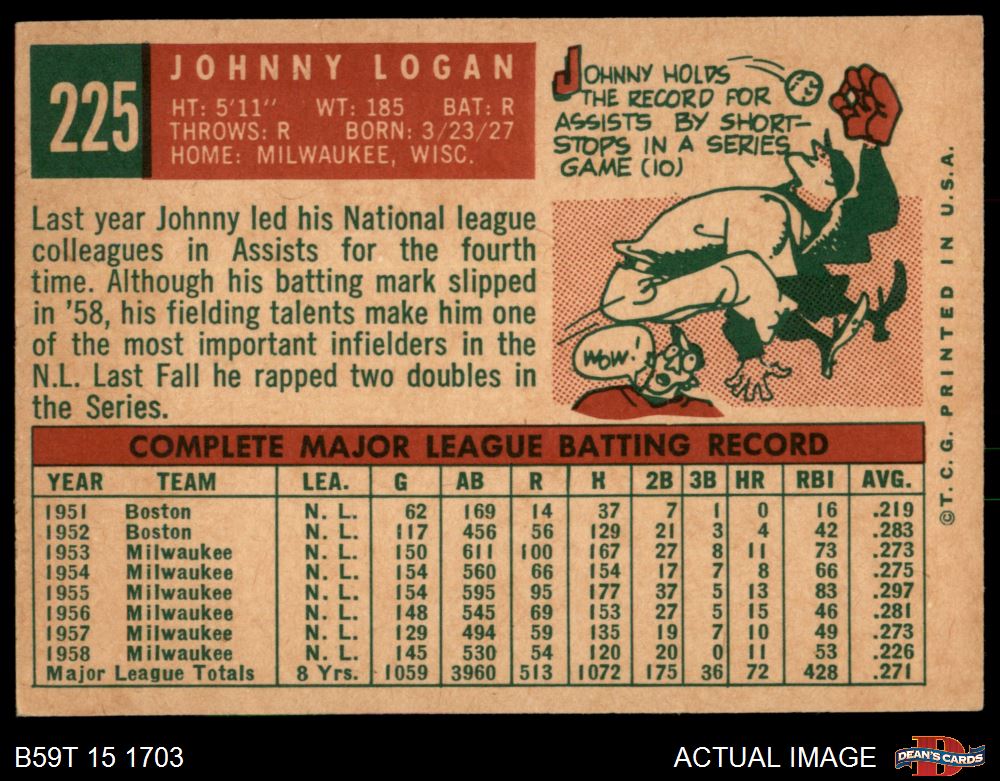 225
JOHNNY LOGAN
HT: 5'11" WT: 185 BAT: R
THROWS: R BORN: 3/23/27
HOME: MILWAUKEE, WISC.
JOHNNY HOLDS
THE RECORD FOR
ASSISTS BY SHORT-
STOPS IN A SERIES
GAME (10)
WOW!
Last year Johnny led his National league
colleagues in Assists for the fourth
time. Although his batting mark slipped
in '58, his fielding talents make him one
of the most important infielders in the
N.L. Last Fall he rapped two doubles in
the Series.
©T. C. G. PRINTED IN U.S.A.
COMPLETE MAJOR LEAGUE BATTING RECORD
YEAR TEAM LEA. G AB R H 2B 3B HR RBI AVG.
1951 Boston N. L. 62 169 14 37 7 1 0 16 .219
1952 Boston N. L. 117 456 56 129 21 3 4 42 .283
1953 Milwaukee N. L. 150 611 100 167 27 8 11 73 .273
1954 Milwaukee N. L. 154 560 66 154 17 7 8 66 .275
1955 Milwaukee N. L. 154 595 95 177 37 5 13 83 .297
1956 Milwaukee N. L. 148 545 69 153 27 5 15 46 .281
1957 Milwaukee N. L. 129 494 59 135 19 7 10 49 .273
1958 Milwaukee N. L. 145 530 54 120 20 0 11 53 .226
Major League Totals 8 Yrs. 1059 3960 513 1072 175 36 72 428 .271
B59T 15 1703
ACTUAL IMAGE
D
DEAN'S CARDS